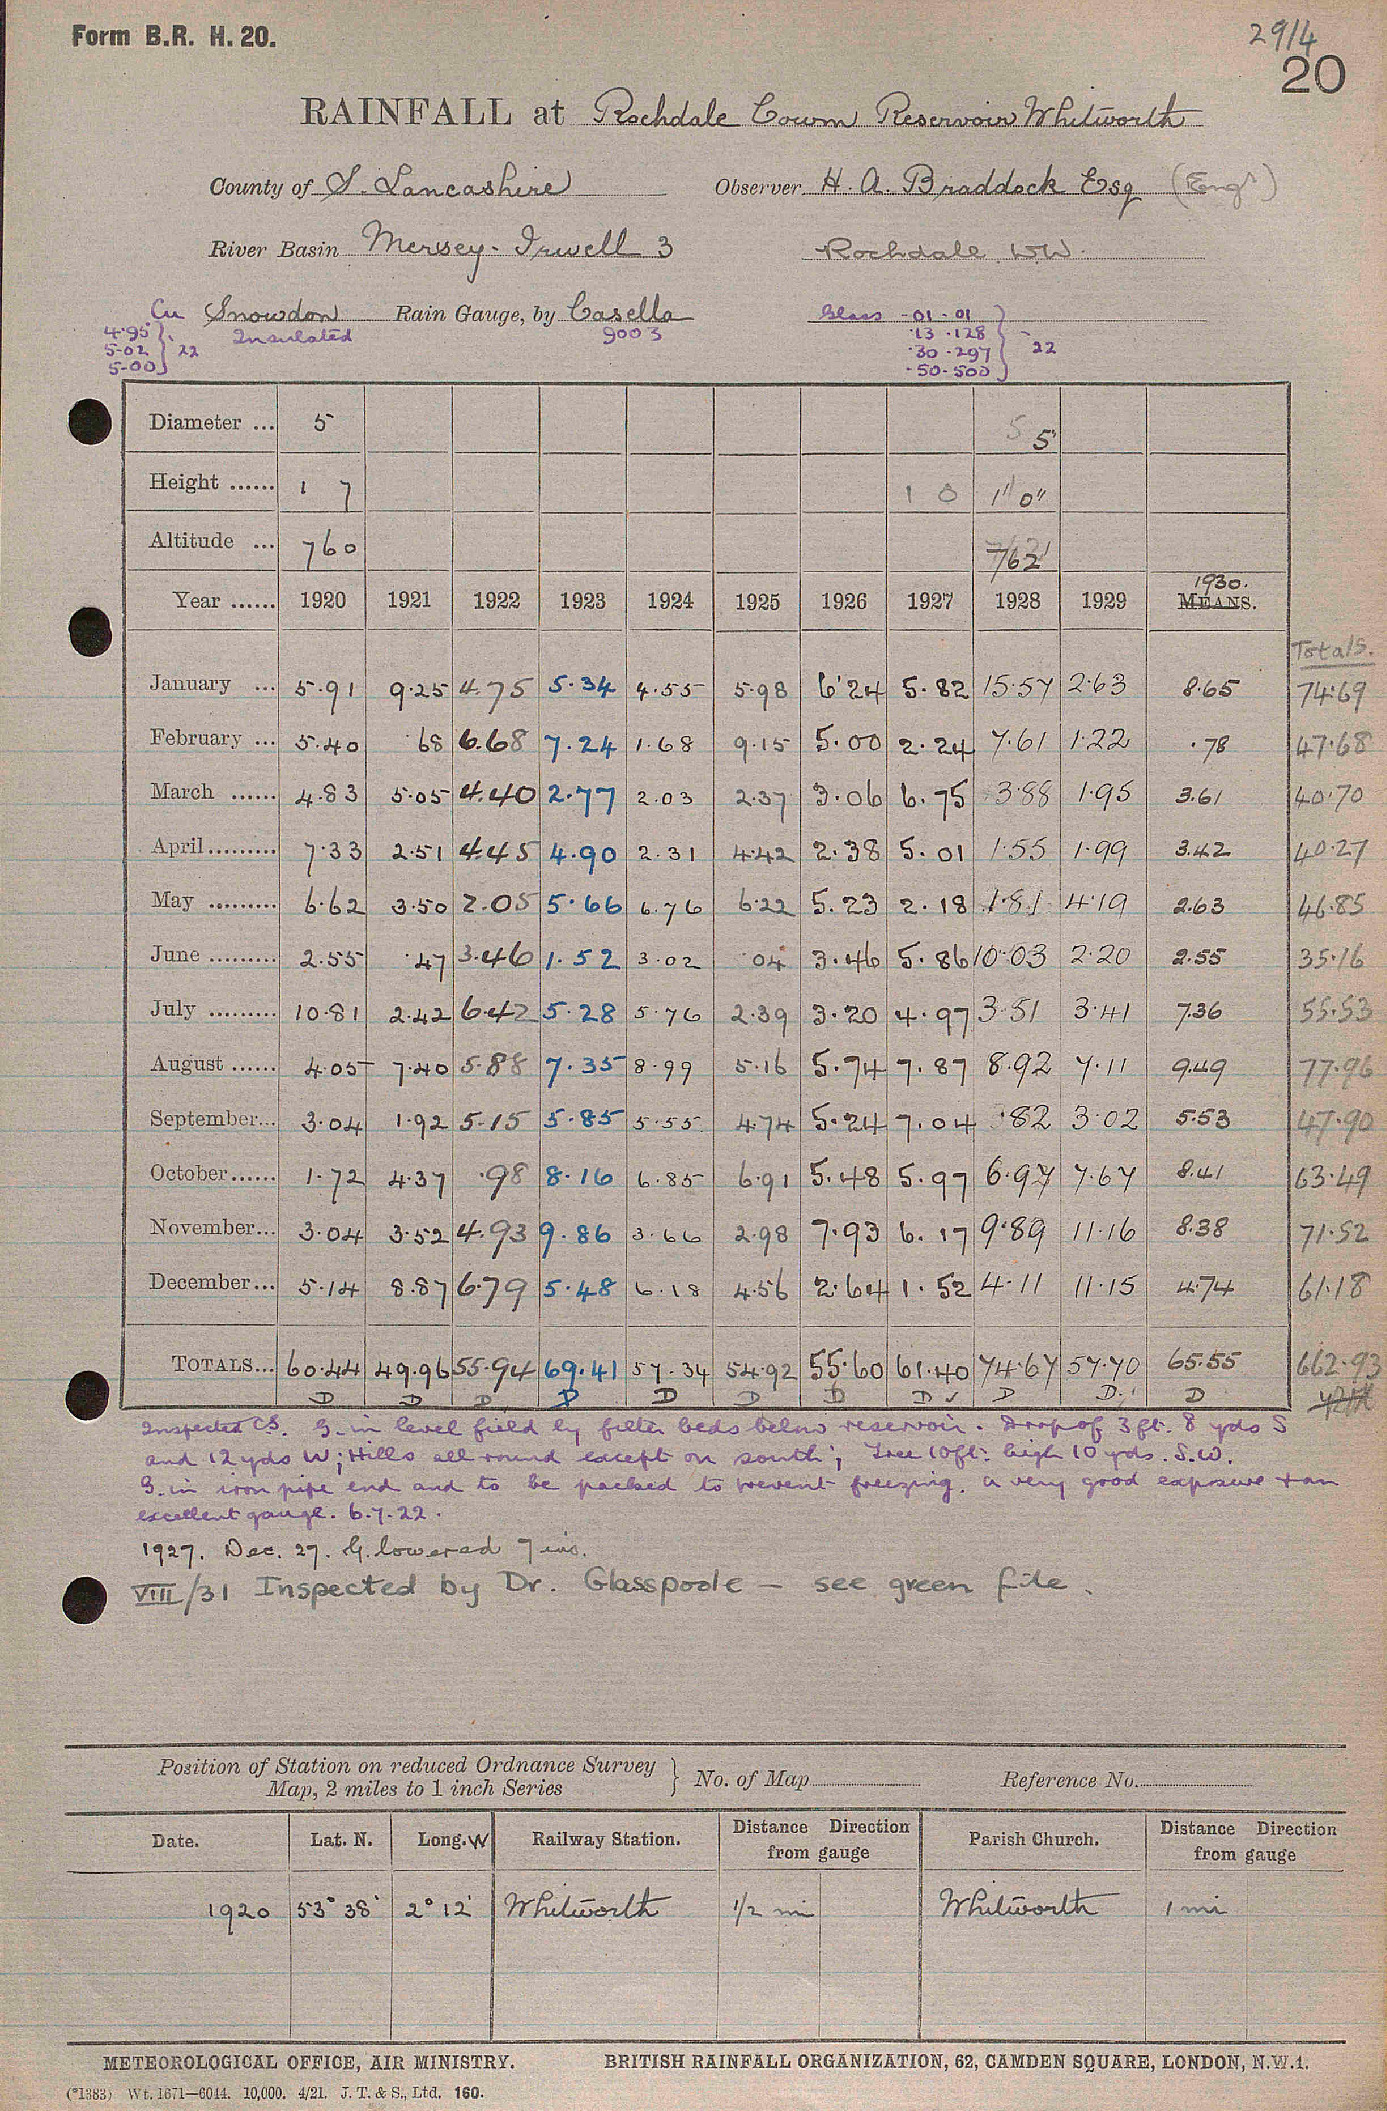 Form B.R. H. 20.
29/4
20
RAINFALL at Rochdale Cowm Reservoir Whitworth
County of S. Lancashire Observer H. A. Braddock Esq (Engr)
River Basin Mersey - Irwell 3 Rochdale W.W.
Cu Snowdon Rain Gauge, by Casella Glass .01 .01
4.95 Insulated 9003 .13 .128
5.02 } 22 .30 .297 } 22
5.00 .50 .500
Diameter ... 5 5 5
Height ...... 1 7 1 0 1' 0"
Altitude ... 760 762'
1930.
Year ...... 1920 1921 1922 1923 1924 1925 1926 1927 1928 1929 MEANS.
Totals.
January ... 5.91 9.25 4.75 5.34 4.55 5.98 6.24 5.82 15.57 2.63 8.65 74.69
February ... 5.40 .68 6.68 7.24 1.68 9.15 5.00 2.24 7.61 1.22 .78 47.68
March ...... 4.83 5.05 4.40 2.77 2.03 2.37 3.06 6.75 3.88 1.95 3.61 40.70
April......... 7.33 2.51 4.45 4.90 2.31 4.42 2.38 5.01 1.55 1.99 3.42 40.27
May ......... 6.62 3.50 2.05 5.66 6.76 6.22 5.23 2.18 1.81 4.19 2.63 46.85
June ......... 2.55 .47 3.46 1.52 3.02 .04 3.46 5.86 10.03 2.20 2.55 35.16
July ......... 10.81 2.42 6.42 5.28 5.76 2.39 3.20 4.97 3.51 3.41 7.36 55.53
August ...... 4.05 7.40 5.88 7.35 8.99 5.16 5.74 7.87 8.92 7.11 9.49 77.96
September... 3.04 1.92 5.15 5.85 5.55 4.74 5.24 7.04 .82 3.02 5.53 47.90
October...... 1.72 4.37 .98 8.16 6.85 6.91 5.48 5.97 6.97 7.67 8.41 63.49
November... 3.04 3.52 4.93 9.86 3.66 2.98 7.93 6.17 9.89 11.16 8.38 71.52
December... 5.14 8.87 6.79 5.48 6.18 4.56 2.64 1.52 4.11 11.15 4.74 61.18
TOTALS... 60.44 49.96 55.94 69.41 57.34 54.92 55.60 61.40 74.67 57.70 65.55 662.93
D D D D D D D D ✓ D D D
Inspected CS. G. in level field by filter beds below reservoir. Drop of 3 ft. 8 yds S
and 12 yds W; Hills all round except on south; Tree 10ft. high 10 yds. S.W.
G. in iron pipe end and to be packed to prevent freezing. A very good exposure + an
excellent gauge. 6.7.22.
1927. Dec. 27. G. lowered 7 ins.
VIII/31 Inspected by Dr. Glasspoole — see green file.
Position of Station on reduced Ordnance Survey
Map, 2 miles to 1 inch Series } No. of Map Reference No.
Date. Lat. N. Long. W Railway Station. Distance Direction from gauge Parish Church. Distance Direction from gauge
1920 53° 38' 2° 12' Whitworth 1/2 mi Whitworth 1 mi
METEOROLOGICAL OFFICE, AIR MINISTRY. BRITISH RAINFALL ORGANIZATION, 62, CAMDEN SQUARE, LONDON, N.W.1.
(*1383) Wt. 1671—6044. 10,000. 4/21. J. T. & S., Ltd. 160.